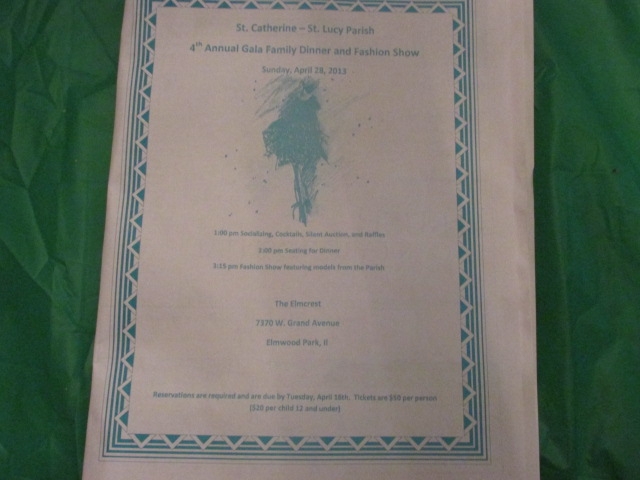 St. Catherine – St. Lucy Parish
4th Annual Gala Family Dinner and Fashion Show
Sunday, April 28, 2013
1:00 pm Socializing, Cocktails, Silent Auction, and Raffles
2:00 pm Seating for Dinner
3:15 pm Fashion Show featuring models from the Parish
The Elmcrest
7370 W. Grand Avenue
Elmwood Park, Il
Reservations are required and are due by Tuesday, April 16th. Tickets are $50 per person
($20 per child 12 and under)